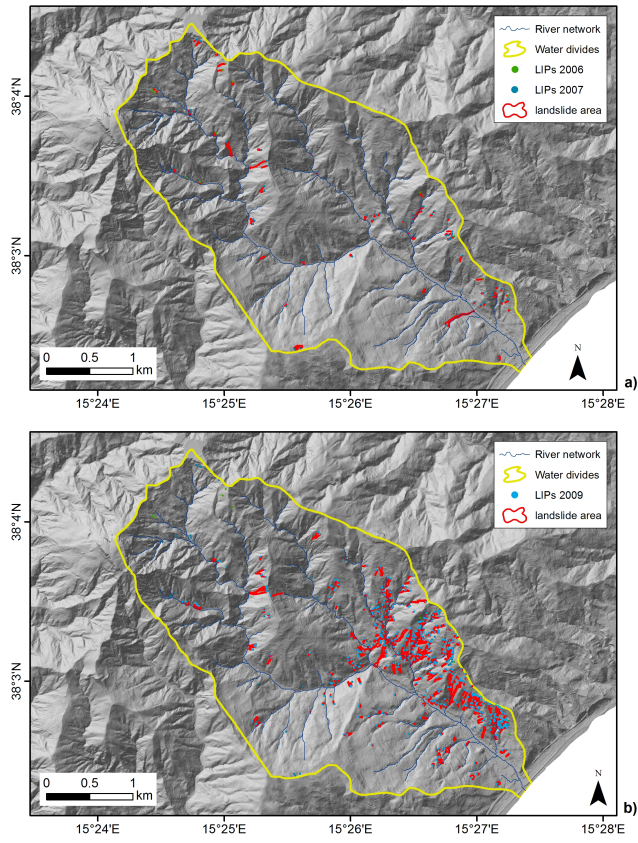 River network
Water divides
LIPs 2006
LIPs 2007
landslide area
38°4'N
38°3'N
0 0.5 1
km
N
a)
15°24'E 15°25'E 15°26'E 15°27'E 15°28'E
River network
Water divides
LIPs 2009
landslide area
38°4'N
38°3'N
0 0.5 1
km
N
b)
15°24'E 15°25'E 15°26'E 15°27'E 15°28'E